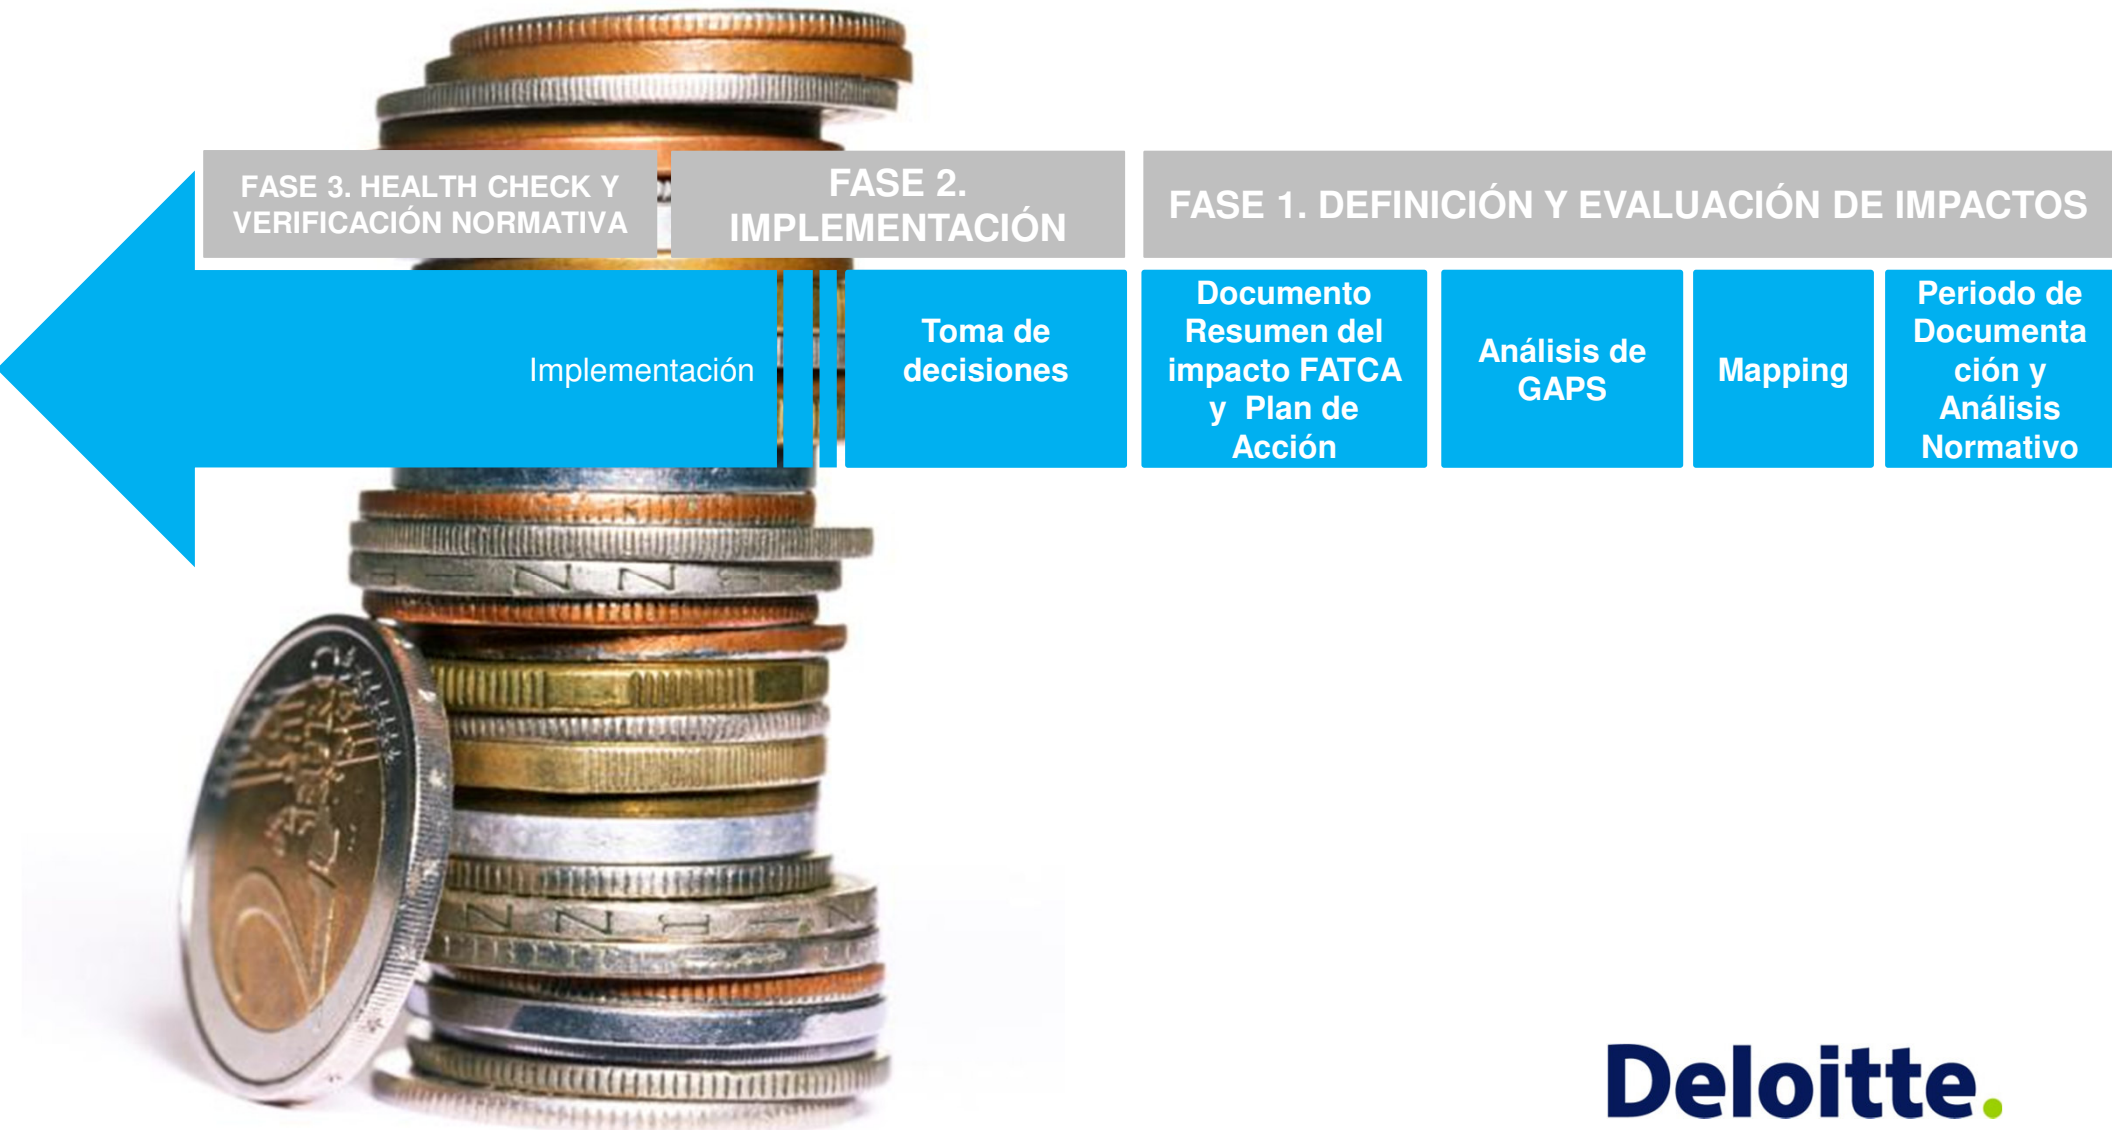 FASE 3. HEALTH CHECK Y
VERIFICACIÓN NORMATIVA
FASE 2.
IMPLEMENTACIÓN
FASE 1. DEFINICIÓN Y EVALUACIÓN DE IMPACTOS
Implementación
Toma de
decisiones
Documento
Resumen del
impacto FATCA
y Plan de
Acción
Análisis de
GAPS
Mapping
Periodo de
Documenta
ción y
Análisis
Normativo
Deloitte.